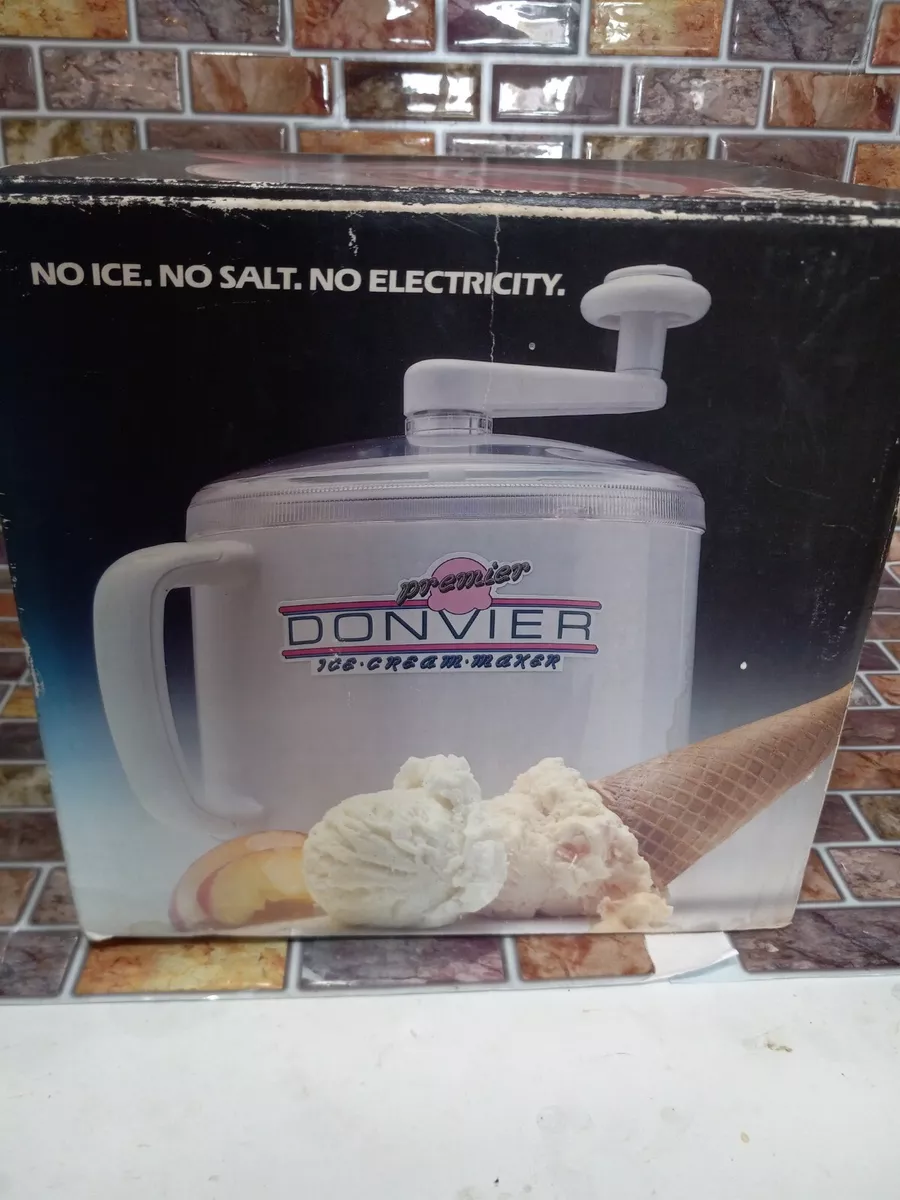 NO ICE. NO SALT. NO ELECTRICITY.
premier
DONVIER
ICE·CREAM·MAKER